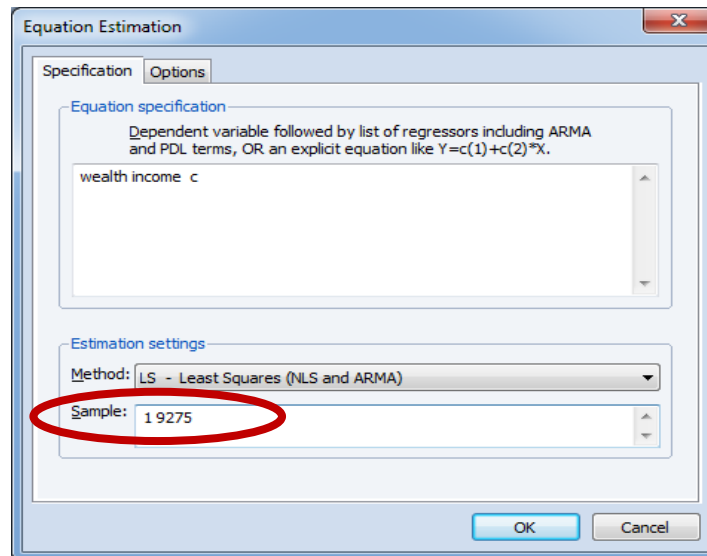 Equation Estimation
Specification
Options
Equation specification
Dependent variable followed by list of regressors including ARMA
and PDL terms, OR an explicit equation like Y=c(1)+c(2)*X.
wealth income  c
Estimation settings
Method: LS  -  Least Squares (NLS and ARMA)
Sample: 1 9275
OK
Cancel